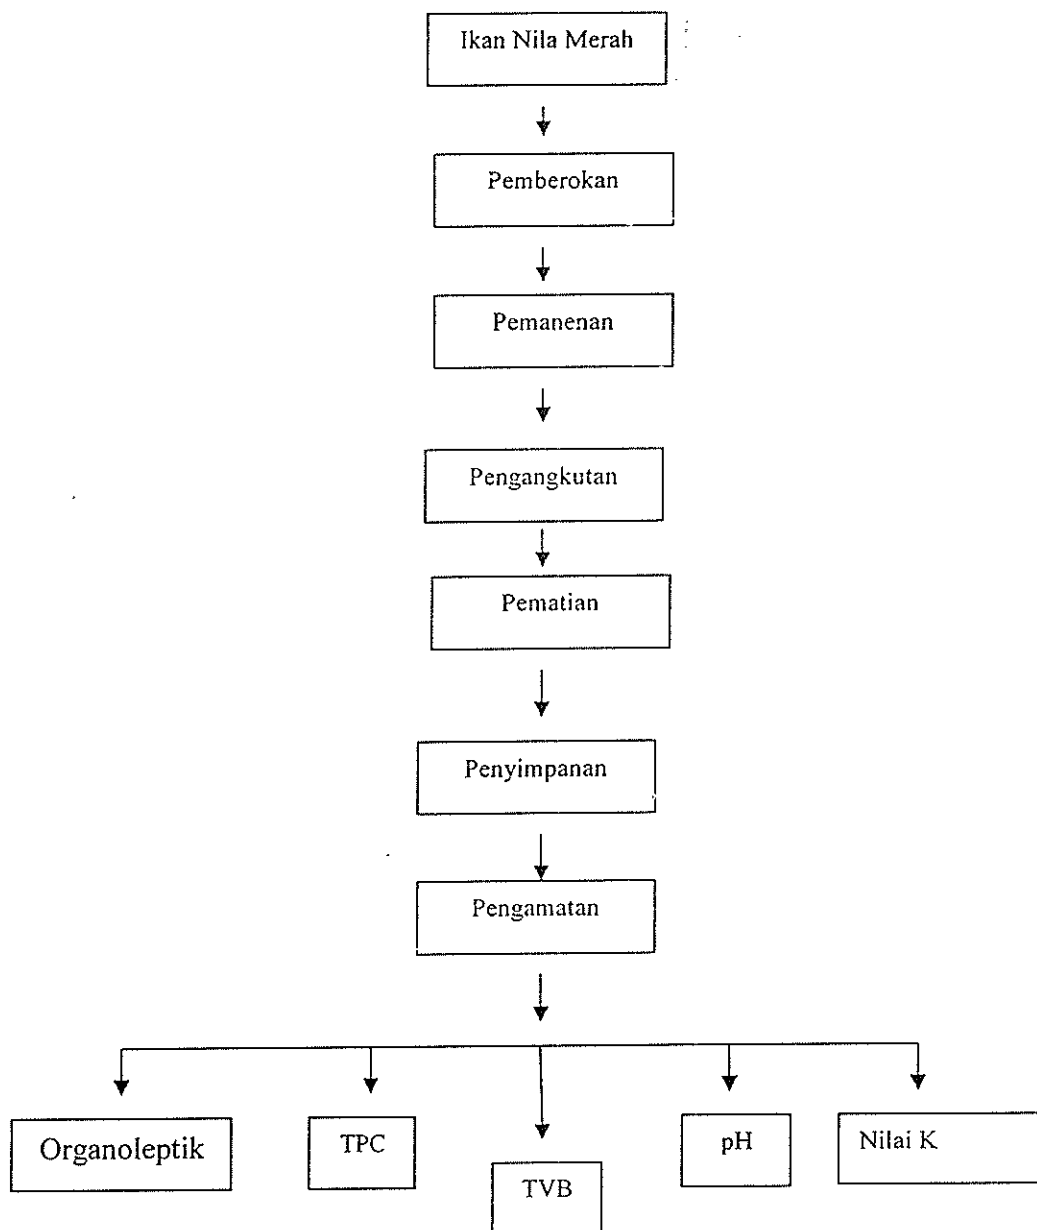 Ikan Nila Merah
Pemberokan
Pemanenan
Pengangkutan
Pematian
Penyimpanan
Pengamatan
Organoleptik
TPC
TVB
pH
Nilai K